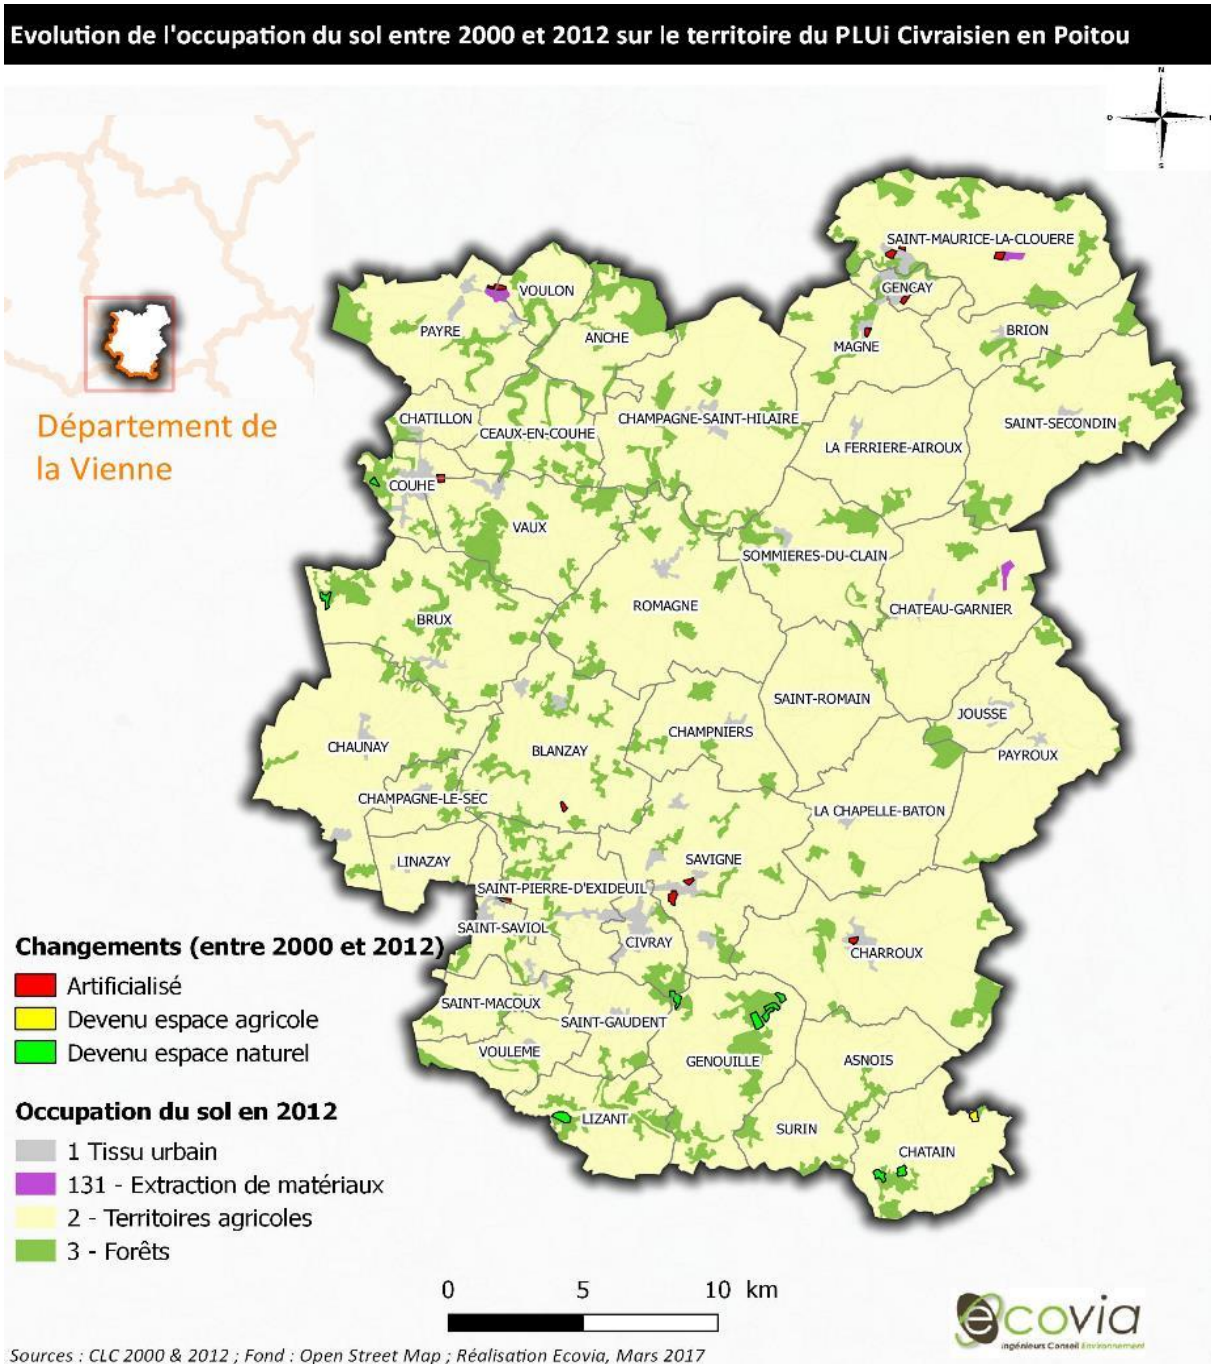 Evolution de l'occupation du sol entre 2000 et 2012 sur le territoire du PLUi Civraisien en Poitou
N
O
E
S
Département de
la Vienne
SAINT-MAURICE-LA-CLOUERE
GENCAY
VOULON
PAYRE
ANCHE
BRION
MAGNE
CHATILLON
CEAUX-EN-COUHE
CHAMPAGNE-SAINT-HILAIRE
SAINT-SECONDIN
LA FERRIERE-AIROUX
COUHE
VAUX
SOMMIERES-DU-CLAIN
ROMAGNE
CHATEAU-GARNIER
BRUX
SAINT-ROMAIN
JOUSSE
CHAMPNIERS
CHAUNAY
BLANZAY
PAYROUX
CHAMPAGNE-LE-SEC
LA CHAPELLE-BATON
LINAZAY
SAVIGNE
SAINT-PIERRE-D'EXIDEUIL
SAINT-SAVIOL
CIVRAY
CHARROUX
SAINT-MACOUX
SAINT-GAUDENT
VOULEME
GENOUILLE
ASNOIS
LIZANT
SURIN
CHATAIN
Changements (entre 2000 et 2012)
Artificialisé
Devenu espace agricole
Devenu espace naturel
Occupation du sol en 2012
1 Tissu urbain
131 - Extraction de matériaux
2 - Territoires agricoles
3 - Forêts
0 5 10 km
ecovia
Ingénieurs Conseil Environnement
Sources : CLC 2000 & 2012 ; Fond : Open Street Map ; Réalisation Ecovia, Mars 2017